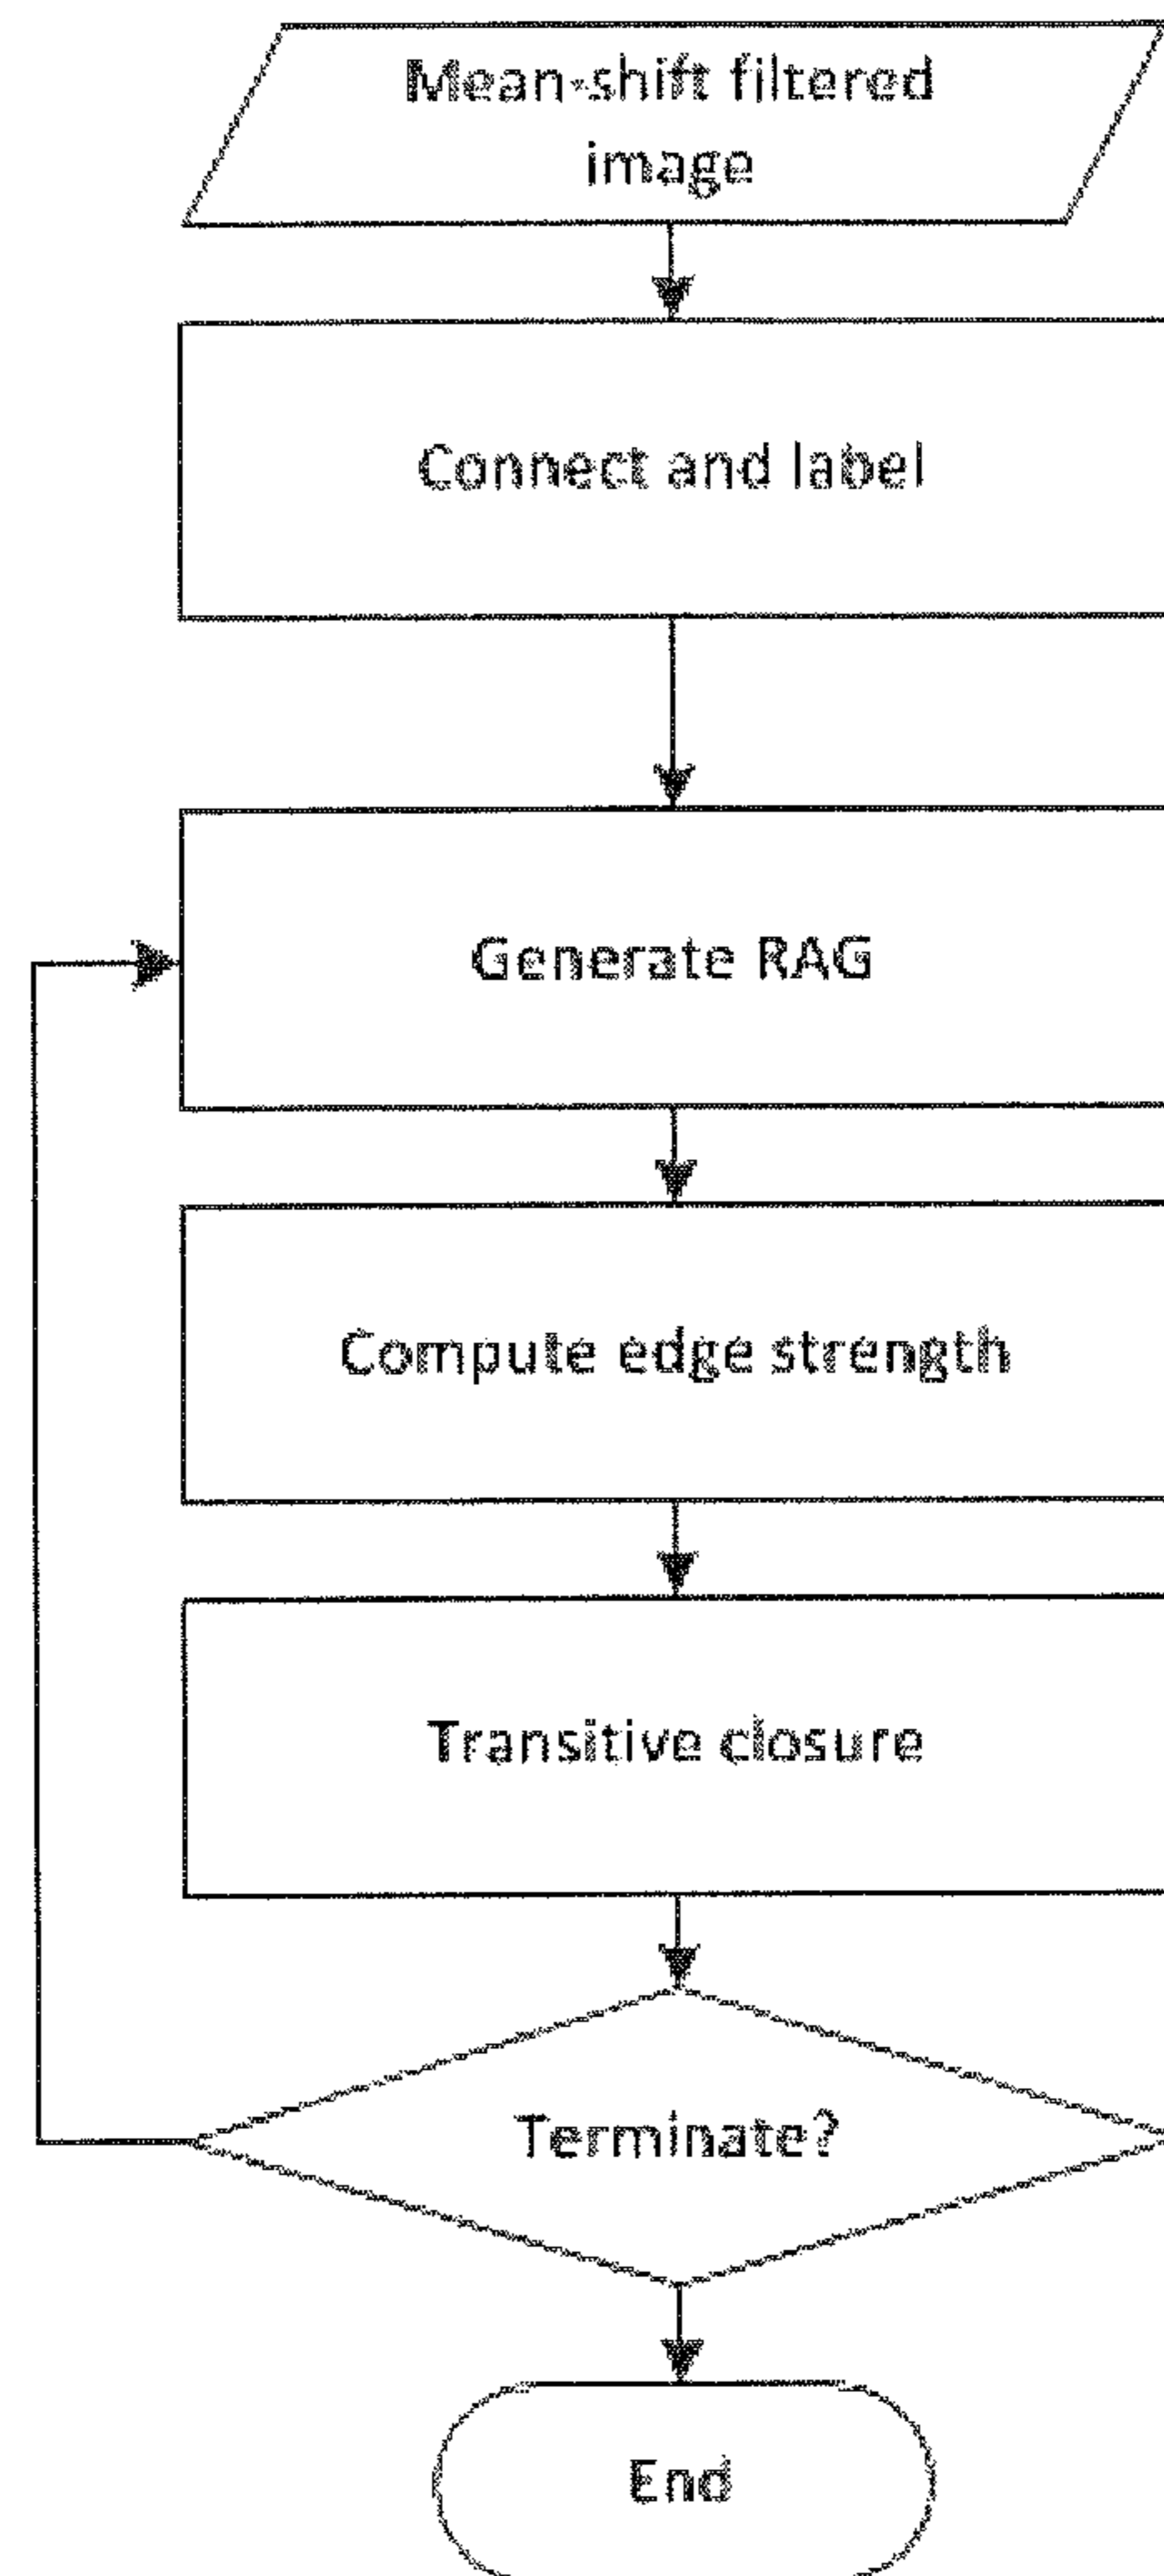 Mean-shift filtered
image
Connect and label
Generate RAG
Compute edge strength
Transitive closure
Terminate?
End